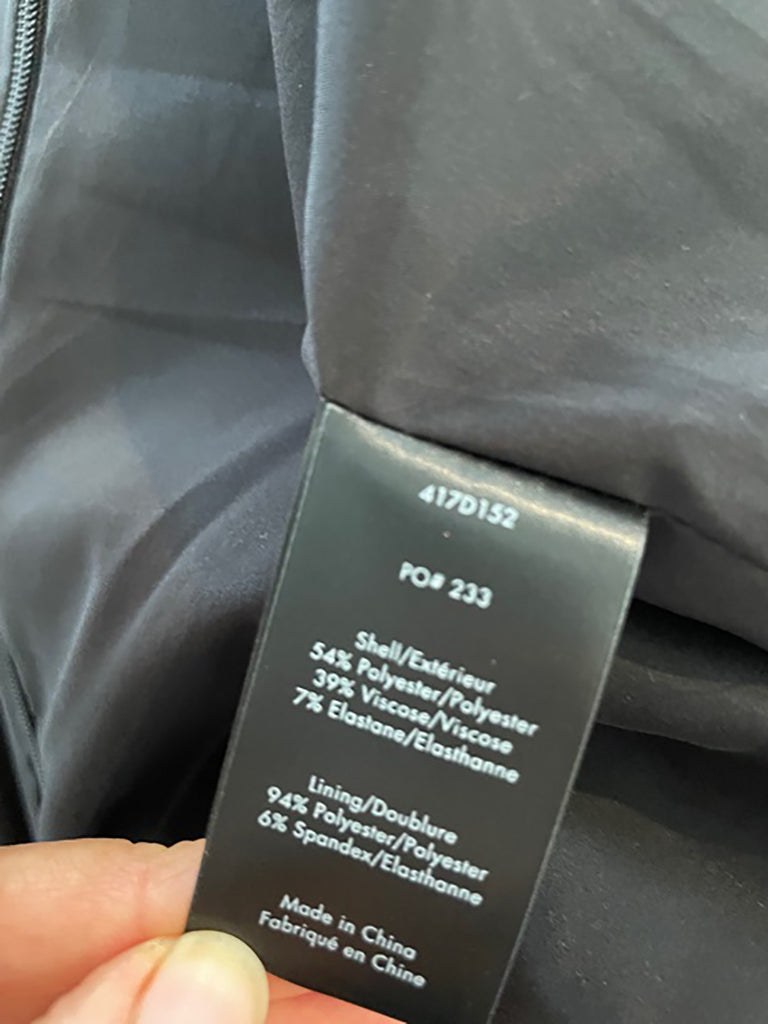 417D152
PO# 233
Shell/Extérieur
54% Polyester/Polyester
39% Viscose/Viscose
7% Elastane/Elasthanne
Lining/Doublure
94% Polyester/Polyester
6% Spandex/Elasthanne
Made in China
Fabriqué en Chine